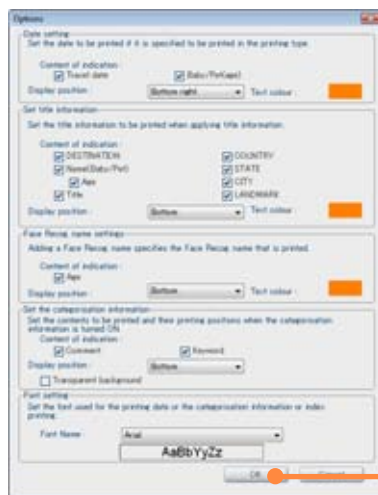 Options
Date setting
Set the date to be printed if it is specified to be printed in the printing type.
Content of indication :
Travel date
Baby/Pet(age)
Display position :
Bottom right
Text colour :
Set title information
Set the title information to be printed when applying title information.
Content of indication :
DESTINATION
COUNTRY
Name(Baby/Pet)
STATE
Age
CITY
Title
LANDMARK
Display position :
Bottom
Text colour :
Face Recog name settings
Adding a Face Recog name specifies the Face Recog name that is printed.
Content of indication :
Age
Display position :
Bottom
Text colour :
Set the categorisation information
Set the contents to be printed and their printing positions when the categorisation
information is turned ON.
Content of indication :
Comment
Keyword
Display position :
Bottom
Transparent background
Font setting
Set the font used for the printing date or the categorisation information or index
printing.
Font Name :
Arial
AaBbYyZz
OK
Cancel